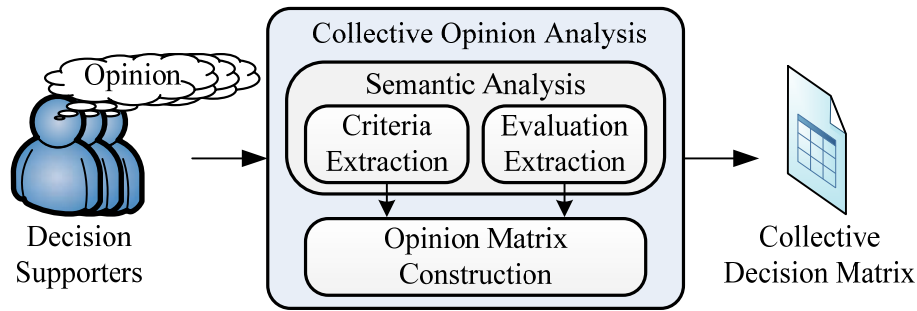 Opinion
Decision
Supporters
Collective Opinion Analysis
Semantic Analysis
Criteria
Extraction
Evaluation
Extraction
Opinion Matrix
Construction
Collective
Decision Matrix